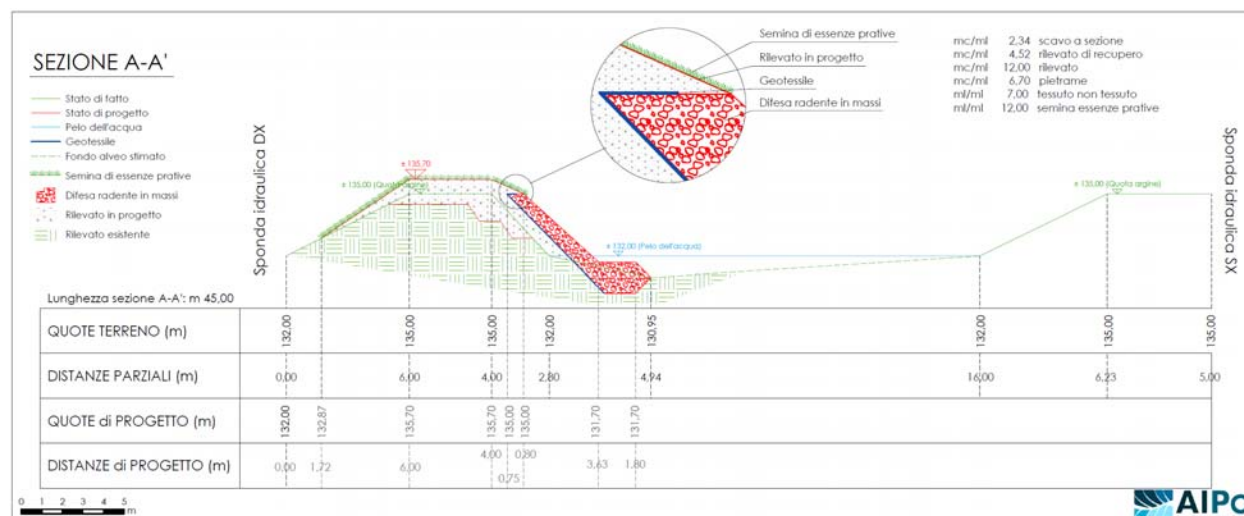 SEZIONE A-A'
Stato di fatto
Stato di progetto
Pelo dell'acqua
Geotessile
Fondo alveo stimato
Semina di essenze prative
Difesa radente in massi
Rilevato in progetto
Rilevato esistente
Semina di essenze prative
Rilevato in progetto
Geotessile
Difesa radente in massi
mc/ml 2,34 scavo a sezione
mc/ml 4,52 rilevato di recupero
mc/ml 12,00 rilevato
mc/ml 6,70 pietrame
ml/ml 7,00 tessuto non tessuto
ml/ml 12,00 semina essenze prative
Sponda idraulica DX
Sponda idraulica SX
± 135,70
± 135,00 (Quota argine)
± 132,00 (Pelo dell'acqua)
± 135,00 (Quota argine)
Lunghezza sezione A-A': m 45,00
QUOTE TERRENO (m) 132,00 135,00 135,00 132,00 130,95 132,00 135,00 135,00
DISTANZE PARZIALI (m) 0,00 6,00 4,00 2,80 4,94 16,00 6,23 5,00
QUOTE di PROGETTO (m) 132,00 132,87 135,70 135,70 135,00 135,00 131,70 131,70
DISTANZE di PROGETTO (m) 0,00 1,72 6,00 4,00 0,75 0,80 3,63 1,80
0 1 2 3 4 5
m
AIPo